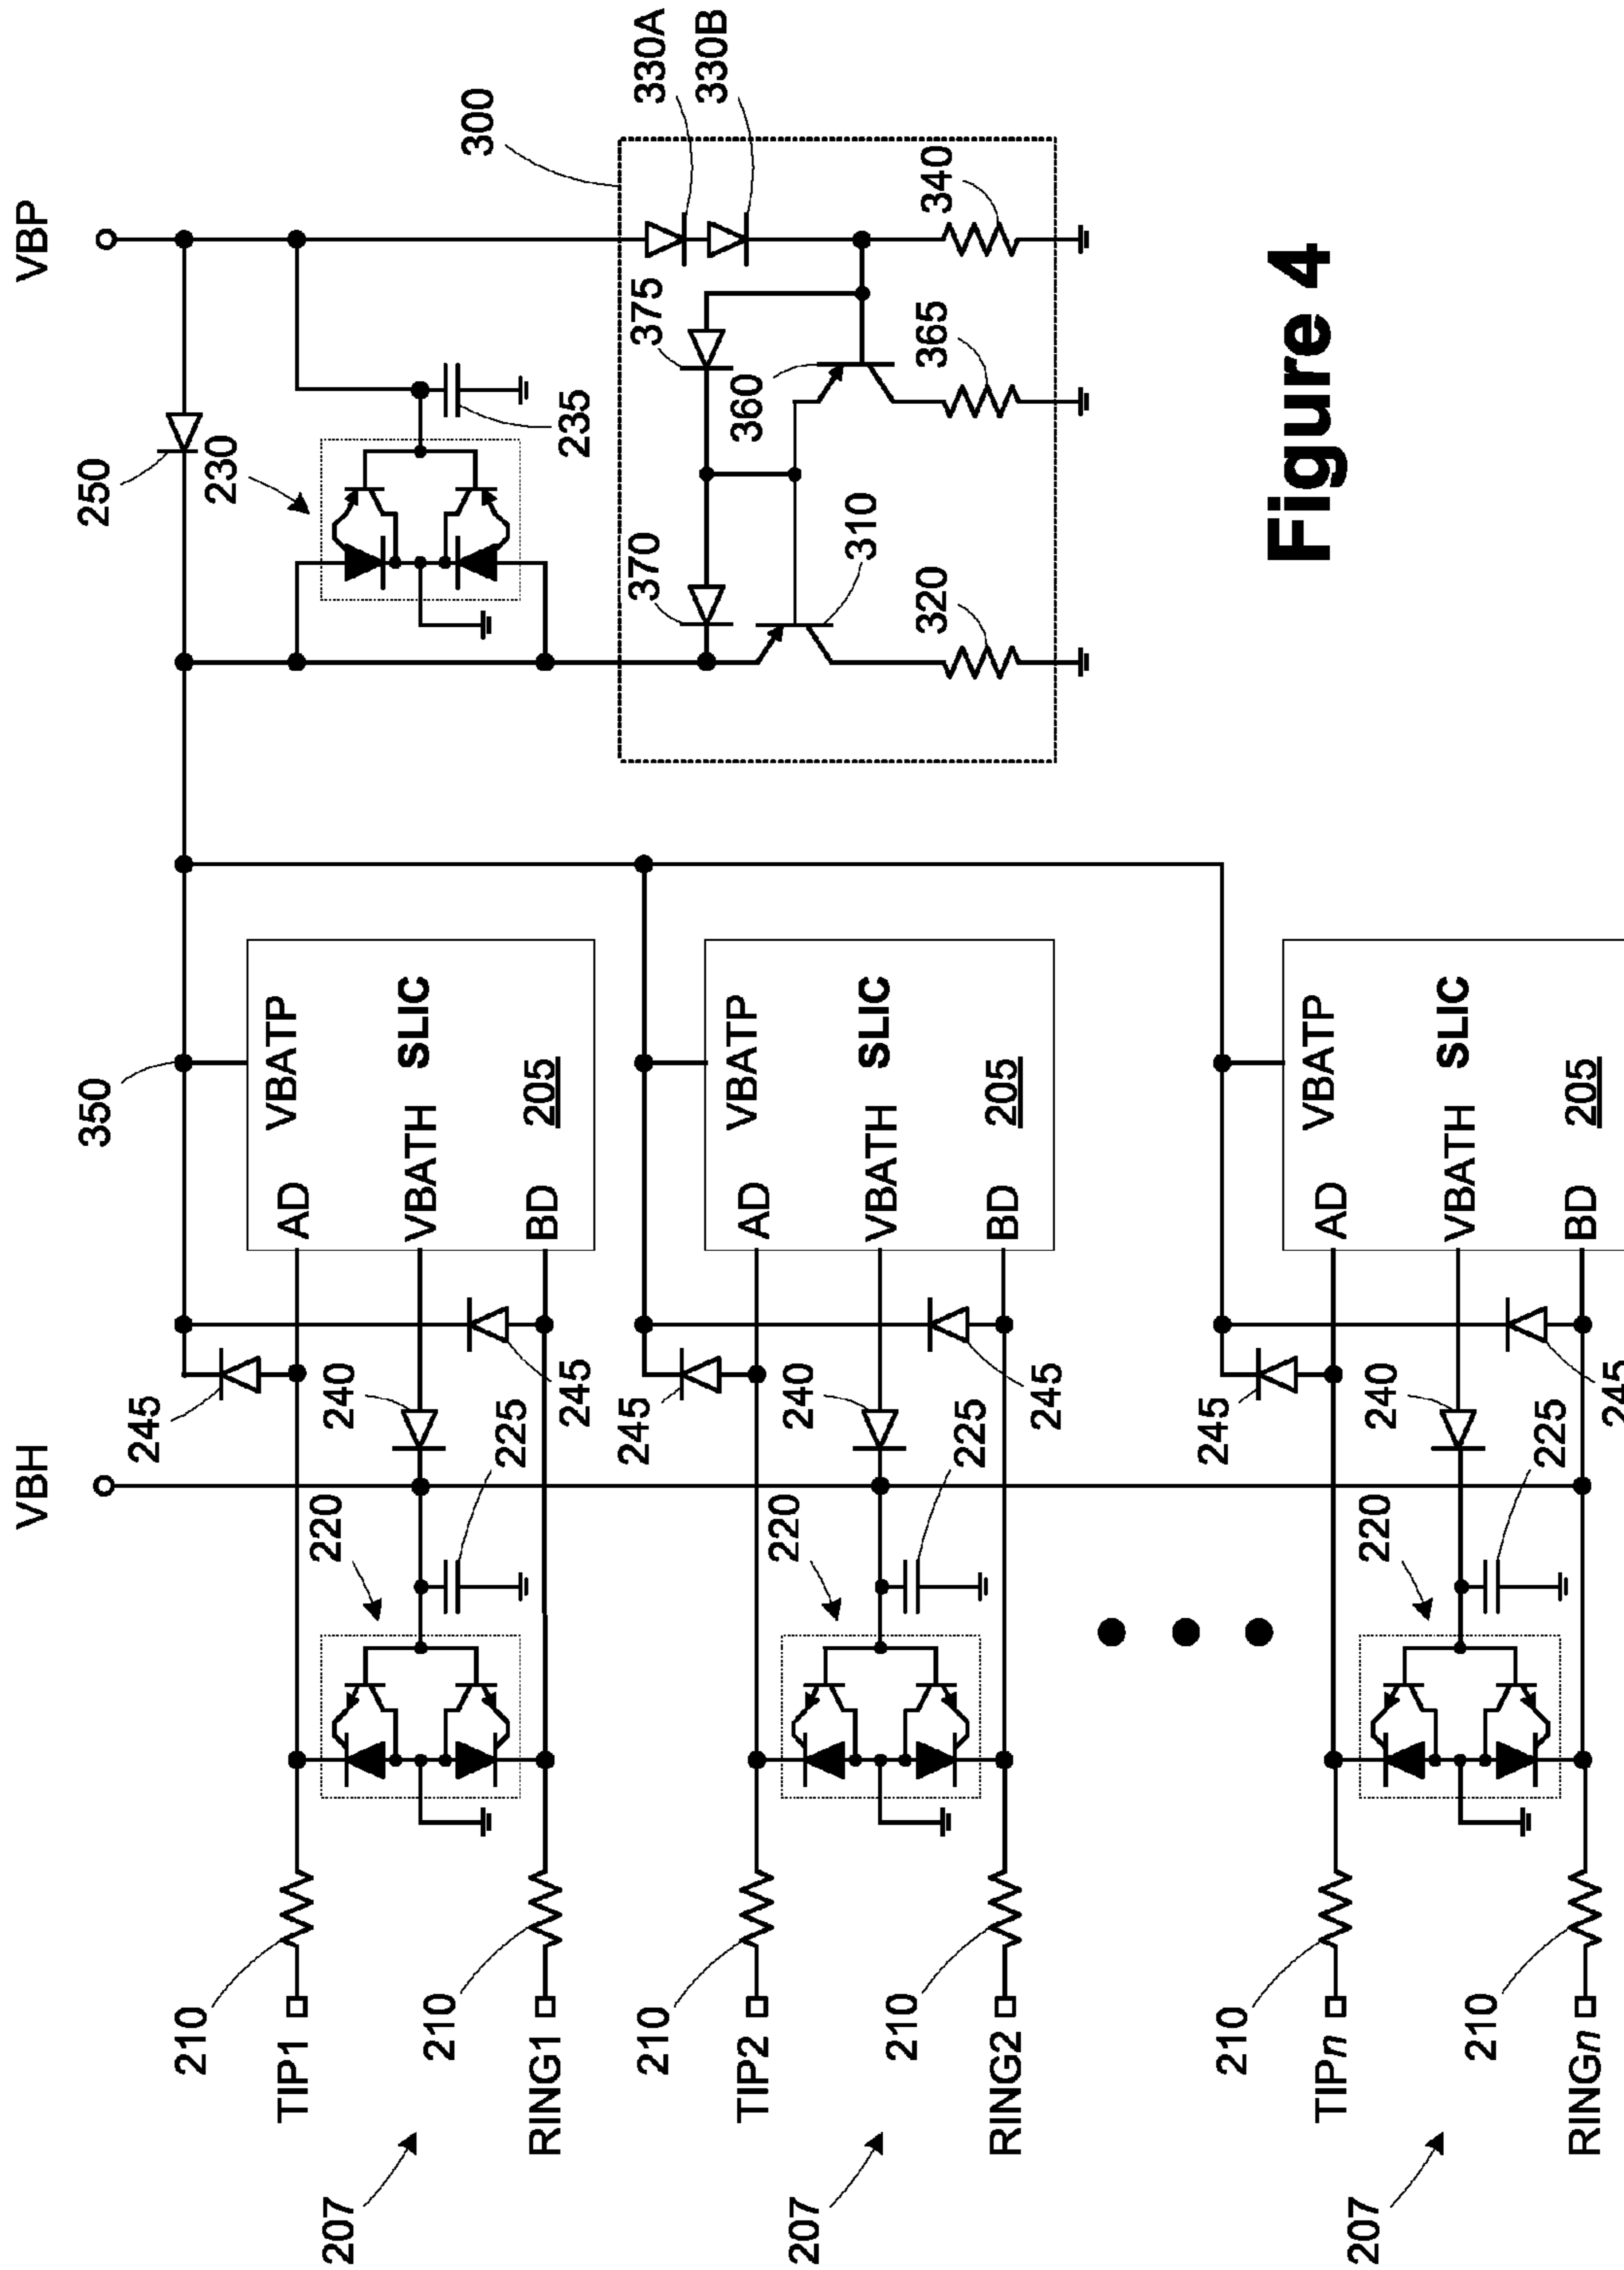 VBH
VBP
350
250
230
235
300
330A
330B
375
370
360
310
340
365
320
245
240
225
220
245
210
TIP1
210
RING1
207
AD
VBATP
VBATH
SLIC
BD
205
245
240
225
220
245
210
TIP2
210
RING2
207
AD
VBATP
VBATH
SLIC
BD
205
245
240
225
220
245
210
TIPn
210
RINGn
207
AD
VBATP
VBATH
SLIC
BD
205
Figure 4